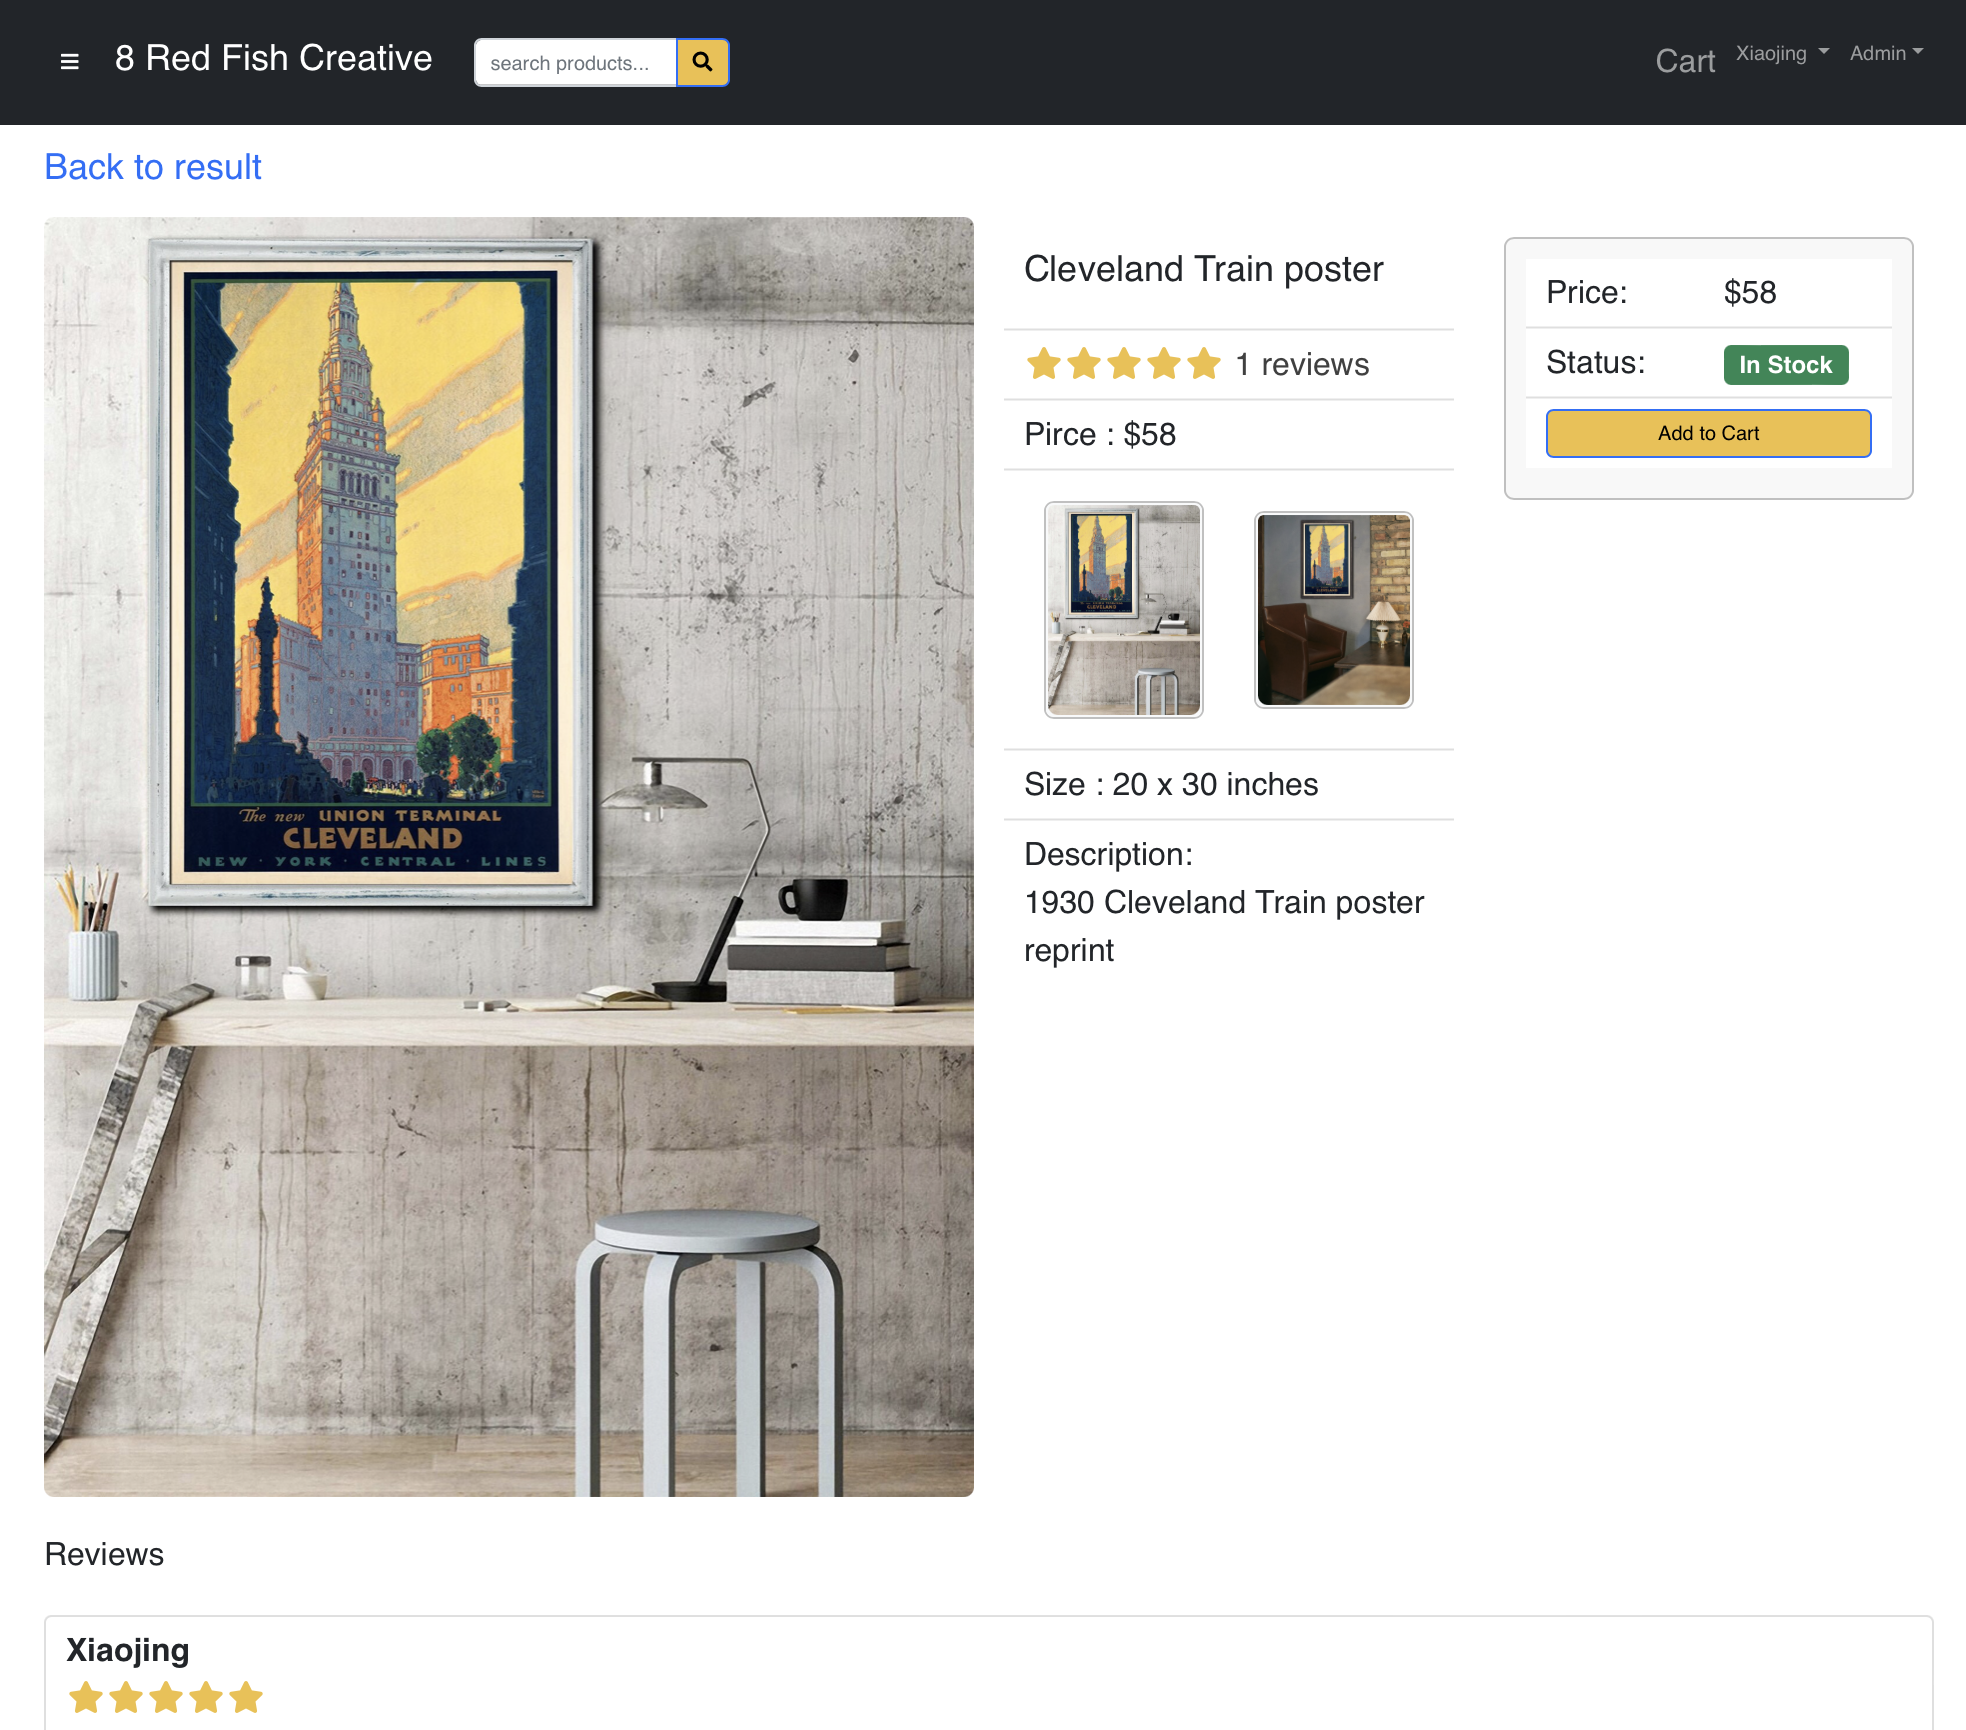 8 Red Fish Creative
search products...
Cart
Xiaojing
Admin
Back to result
The new UNION TERMINAL
CLEVELAND
NEW · YORK · CENTRAL · LINES
Cleveland Train poster
1 reviews
Pirce : $58
Size : 20 x 30 inches
Description:
1930 Cleveland Train poster
reprint
Price:
$58
Status:
In Stock
Add to Cart
Reviews
Xiaojing